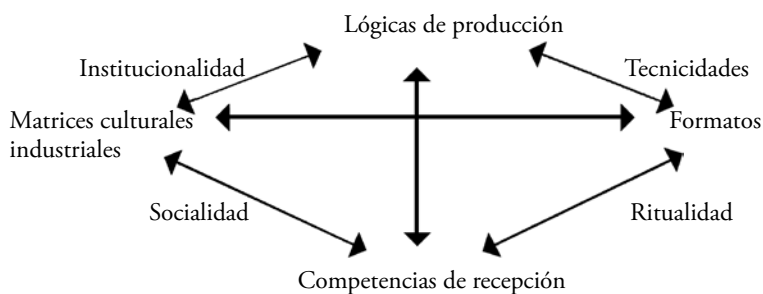 Lógicas de producción
Institucionalidad
Tecnicidades
Matrices culturales
industriales
Formatos
Socialidad
Ritualidad
Competencias de recepción